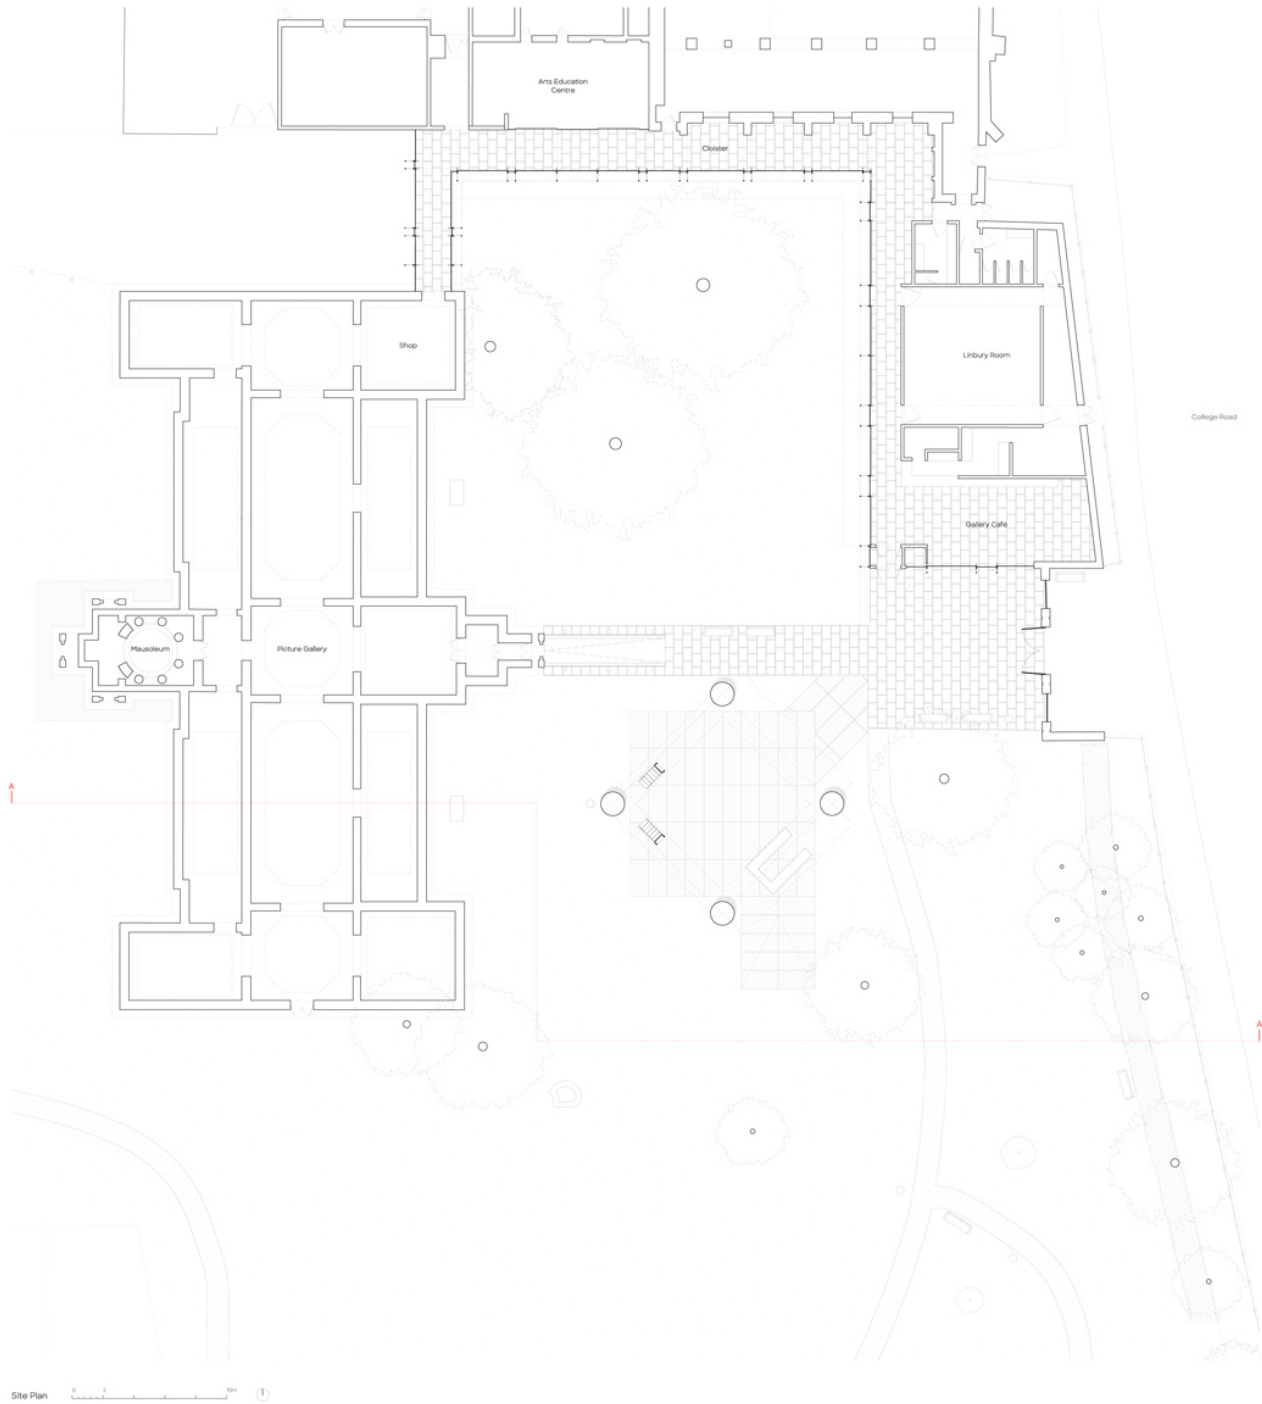 Arts Education
Centre
Cloister
Shop
Linbury Room
College Road
Gallery Cafe
Mausoleum
Picture Gallery
A
A
Site Plan
0 2 10m